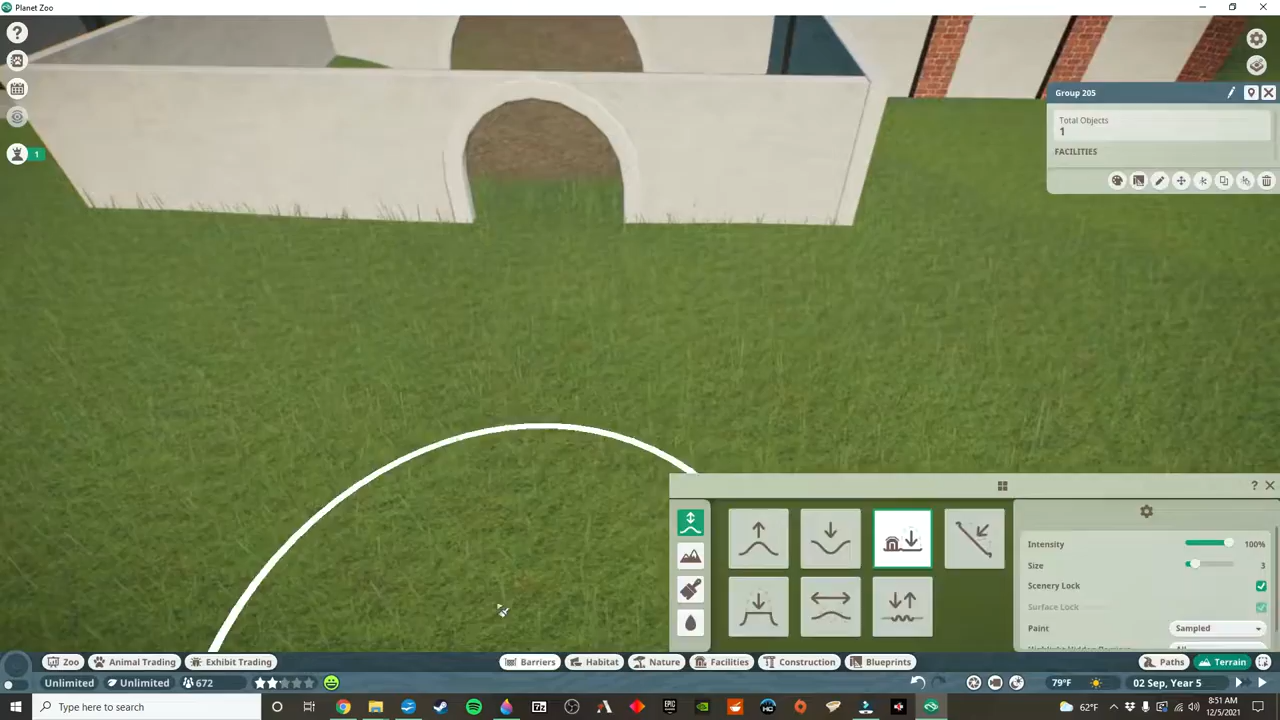 Planet Zoo
1
Group 205
Total Objects
1
FACILITIES
Intensity 100%
Size 3
Scenery Lock
Surface Lock
Paint Sampled
Zoo Animal Trading Exhibit Trading Barriers Habitat Nature Facilities Construction Blueprints Paths Terrain
Unlimited Unlimited 672 79°F 02 Sep, Year 5
Type here to search 62°F 8:51 AM
12/5/2021